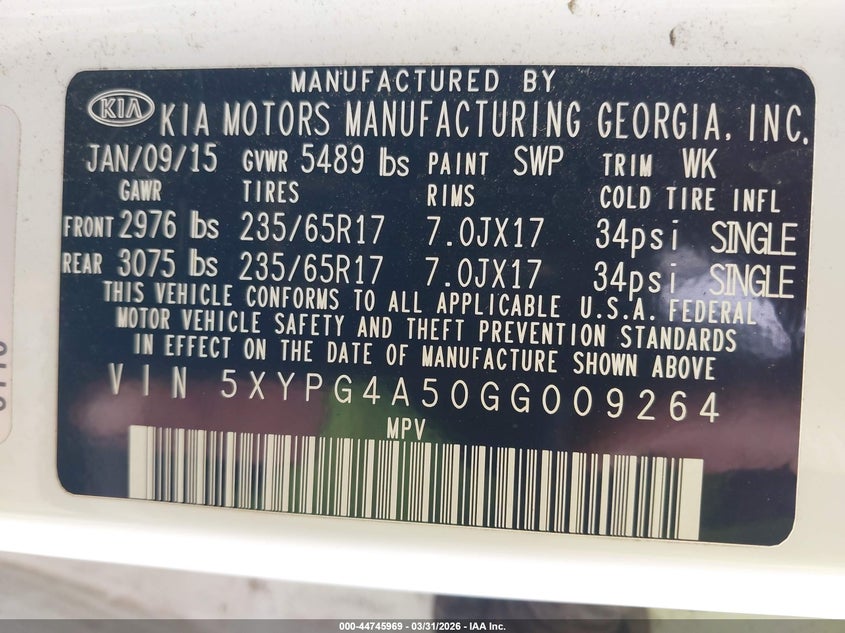 MANUFACTURED BY
KIA KIA MOTORS MANUFACTURING GEORGIA, INC.
JAN/09/15 GVWR 5489 lbs PAINT SWP TRIM WK
GAWR TIRES RIMS COLD TIRE INFL
FRONT 2976 lbs 235/65R17 7.0JX17 34psi SINGLE
REAR 3075 lbs 235/65R17 7.0JX17 34psi SINGLE
THIS VEHICLE CONFORMS TO ALL APPLICABLE U.S.A. FEDERAL
MOTOR VEHICLE SAFETY AND THEFT PREVENTION STANDARDS
IN EFFECT ON THE DATE OF MANUFACTURE SHOWN ABOVE
VIN 5XYPG4A50GG009264
MPV
000-44745969 - 03/31/2026 - IAA Inc.